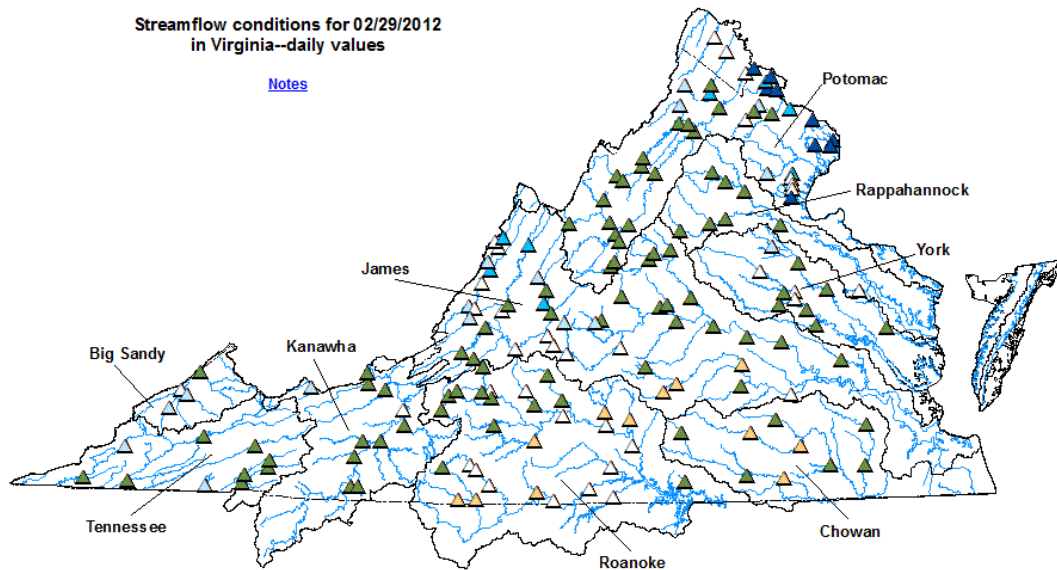 Streamflow conditions for 02/29/2012
in Virginia--daily values
Notes
Potomac
Rappahannock
York
James
Kanawha
Big Sandy
Tennessee
Roanoke
Chowan